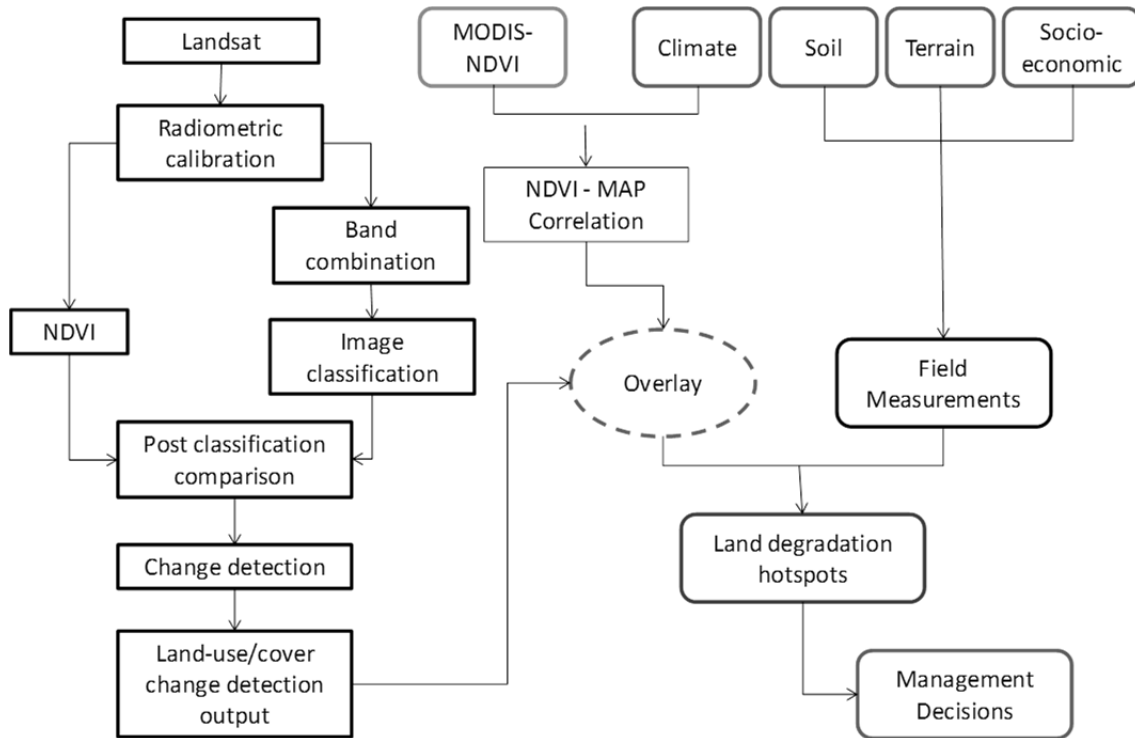 Landsat
MODIS-
NDVI
Climate
Soil
Terrain
Socio-
economic
Radiometric
calibration
NDVI - MAP
Correlation
Band
combination
NDVI
Image
classification
Overlay
Field
Measurements
Post classification
comparison
Change detection
Land degradation
hotspots
Land-use/cover
change detection
output
Management
Decisions